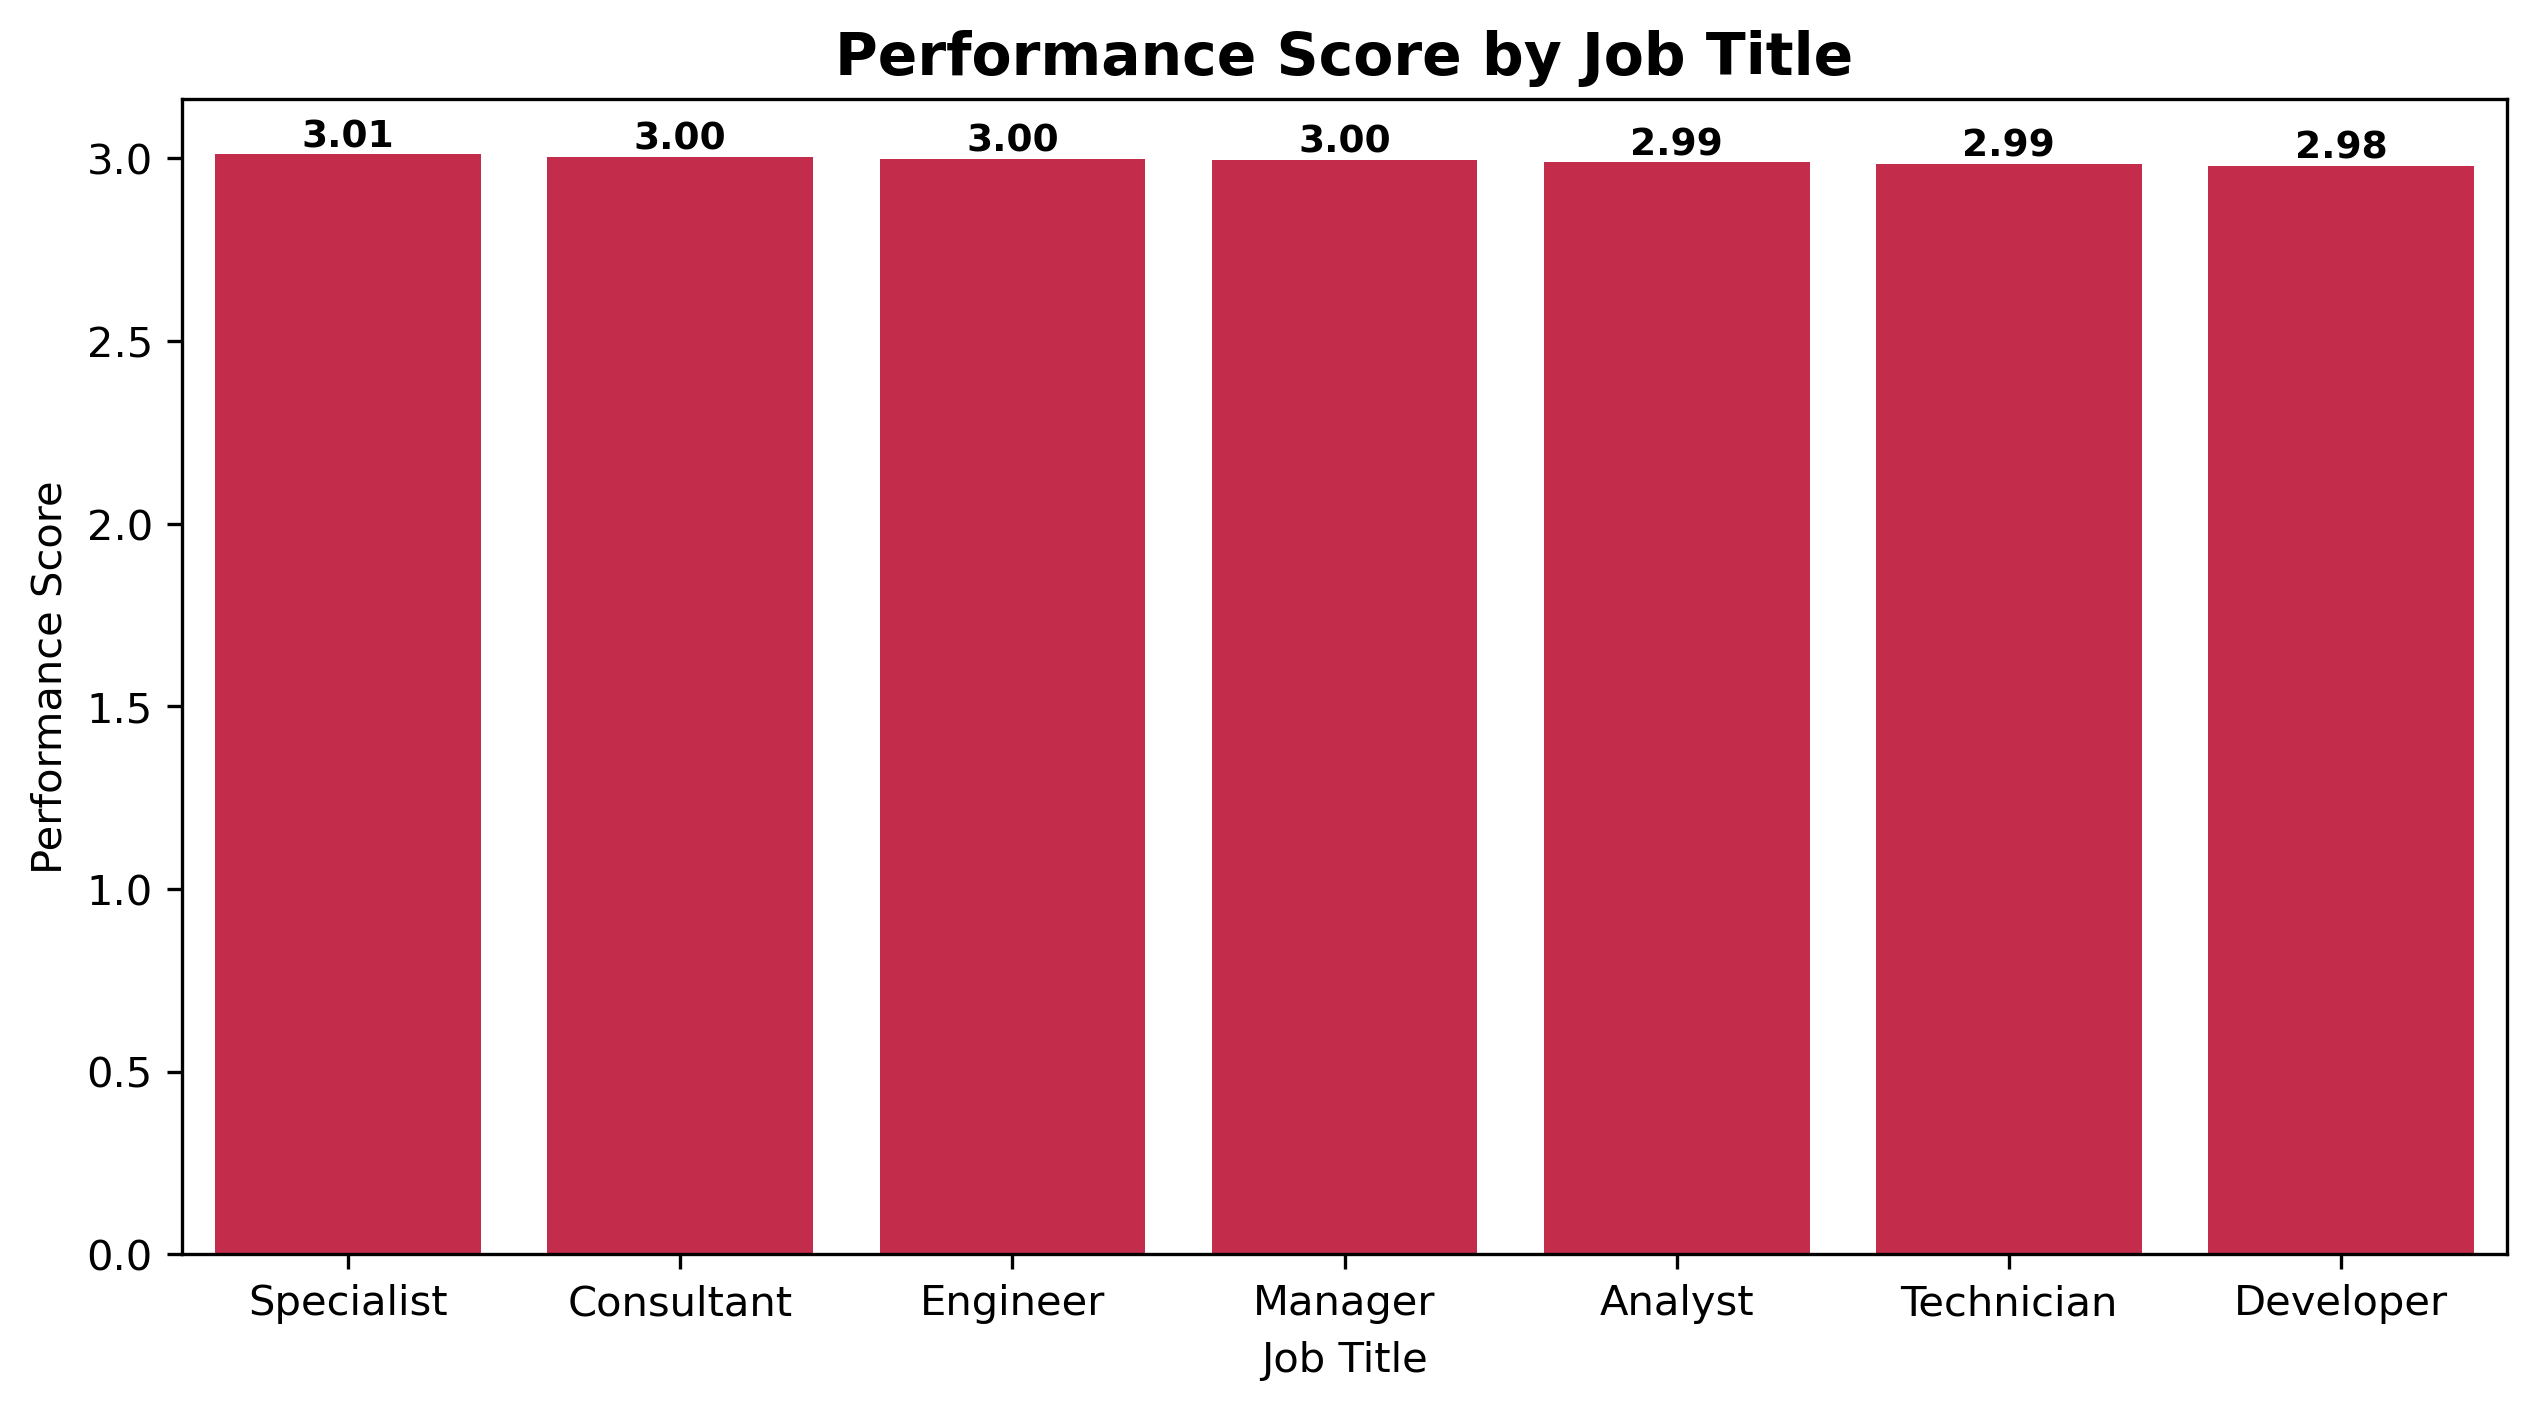 Performance Score by Job Title
3.01
3.00
3.00
3.00
2.99
2.99
2.98
3.0
2.5
2.0
1.5
1.0
0.5
0.0
Performance Score
Specialist
Consultant
Engineer
Manager
Analyst
Technician
Developer
Job Title